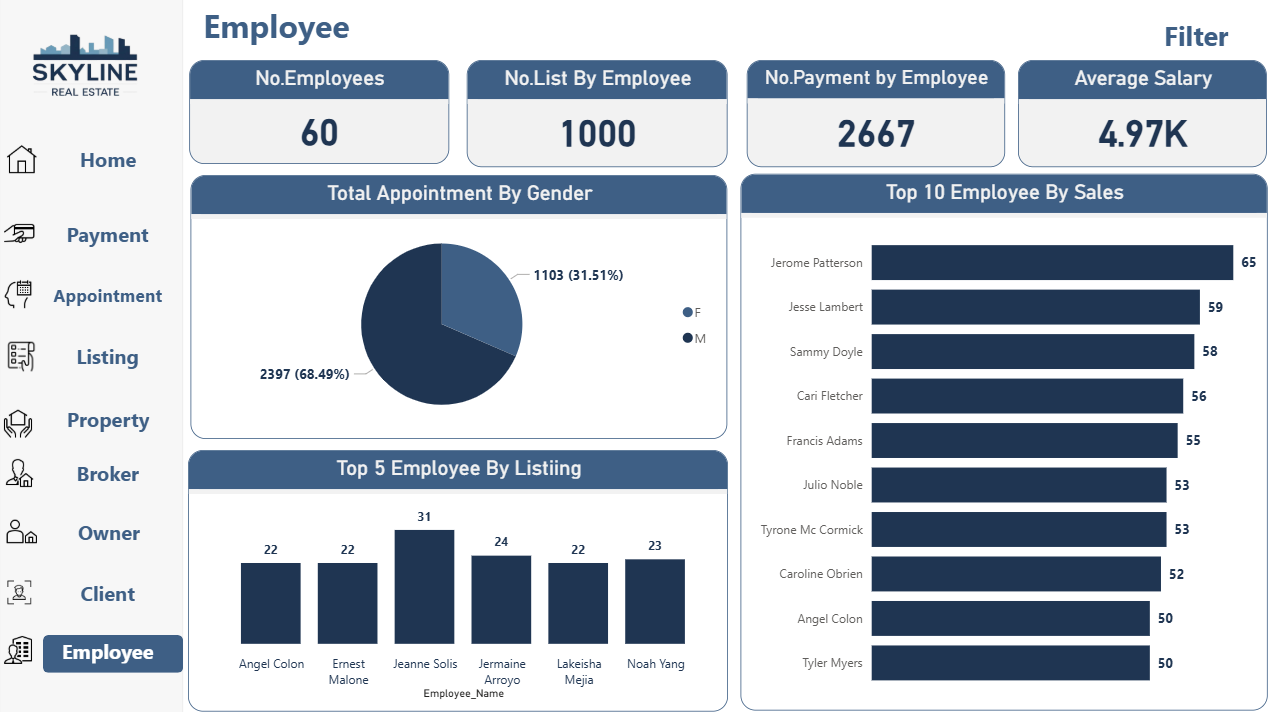 SKYLINE
REAL ESTATE
Home
Payment
Appointment
Listing
Property
Broker
Owner
Client
Employee
Employee
Filter
No.Employees
60
No.List By Employee
1000
No.Payment by Employee
2667
Average Salary
4.97K
Total Appointment By Gender
1103 (31.51%)
2397 (68.49%)
F
M
Top 5 Employee By Listiing
22
22
31
24
22
23
Angel Colon
Ernest
Malone
Jeanne Solis
Jermaine
Arroyo
Lakeisha
Mejia
Noah Yang
Employee_Name
Top 10 Employee By Sales
Jerome Patterson 65
Jesse Lambert 59
Sammy Doyle 58
Cari Fletcher 56
Francis Adams 55
Julio Noble 53
Tyrone Mc Cormick 53
Caroline Obrien 52
Angel Colon 50
Tyler Myers 50